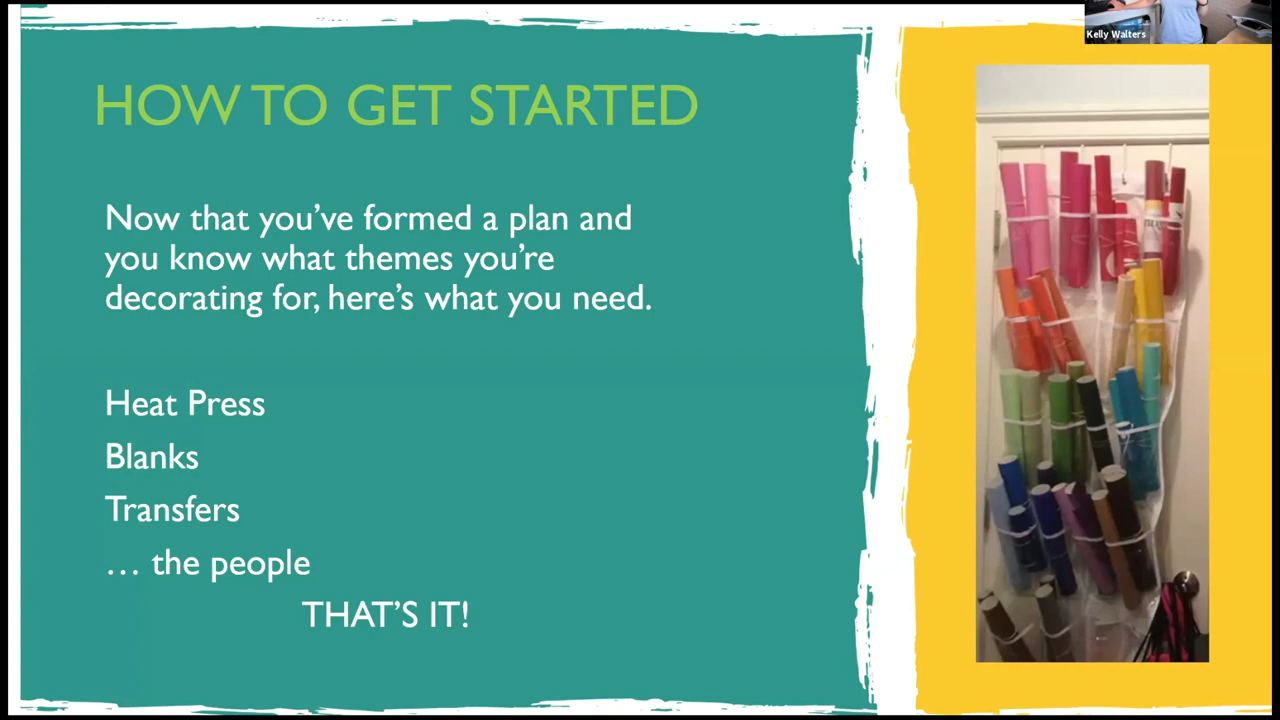 Kelly Walters
HOW TO GET STARTED
Now that you've formed a plan and
you know what themes you're
decorating for, here's what you need.
Heat Press
Blanks
Transfers
… the people
THAT'S IT!